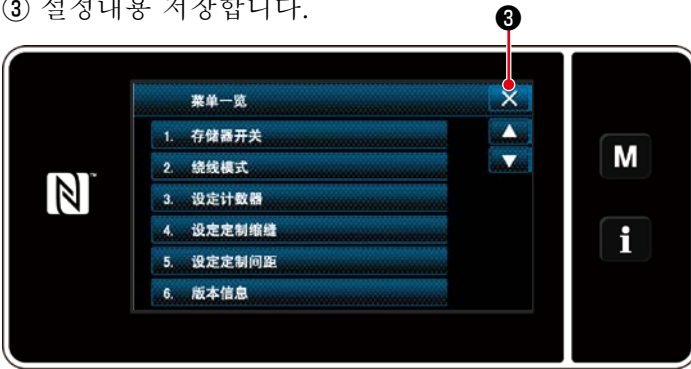 ③ 설정내용 저장합니다.
❸
菜单一览
1. 存储器开关
2. 绕线模式
3. 设定计数器
4. 设定定制缩缝
5. 设定定制间距
6. 版本信息
M
i